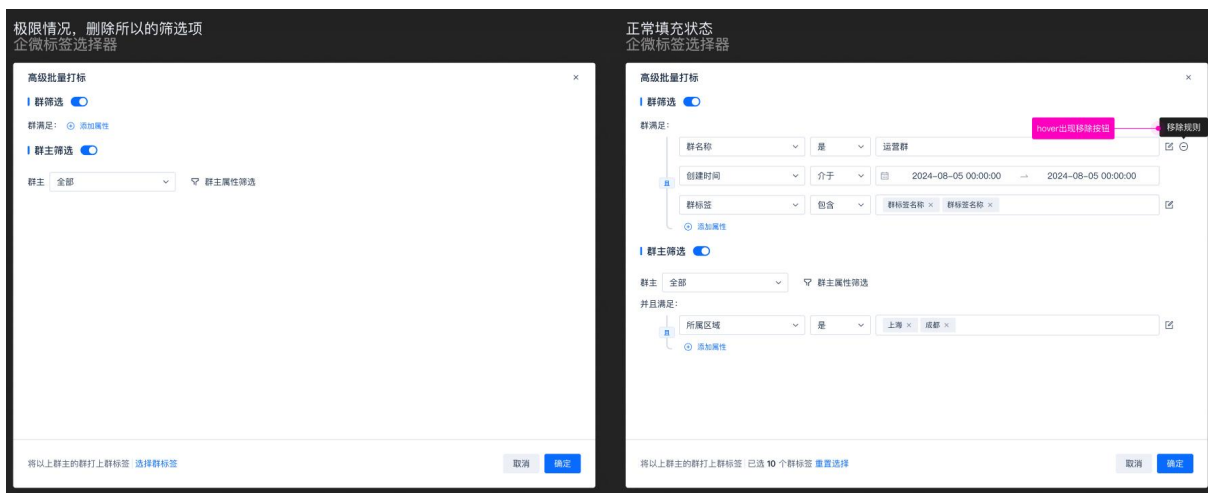 极限情况，删除所以的筛选项
企微标签选择器
高级批量打标 ×
群筛选
群满足： 添加属性
群主筛选
群主 全部 群主属性筛选
将以上群主的群打上群标签 选择群标签 取消 确定
正常填充状态
企微标签选择器
高级批量打标 ×
群筛选
群满足：
hover出现移除按钮 移除规则
群名称 是 运营群
且
创建时间 介于 2024-08-05 00:00:00 → 2024-08-05 00:00:00
群标签 包含 群标签名称 × 群标签名称 ×
添加属性
群主筛选
群主 全部 群主属性筛选
并且满足：
且
所属区域 是 上海 × 成都 ×
添加属性
将以上群主的群打上群标签 已选 10 个群标签 重置选择 取消 确定